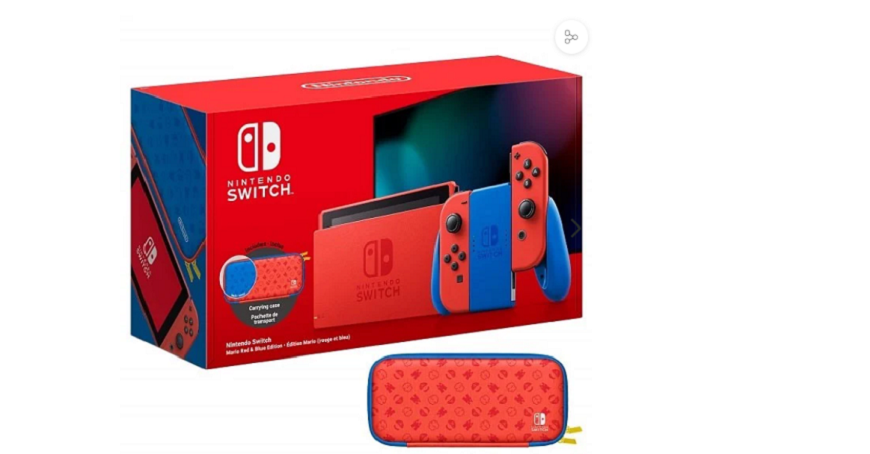 Nintendo
NINTENDO
SWITCH
NINTENDO
SWITCH
Carrying case
Pochette de
transport
Nintendo Switch
Mario Red & Blue Edition - Édition Mario (rouge et bleu)